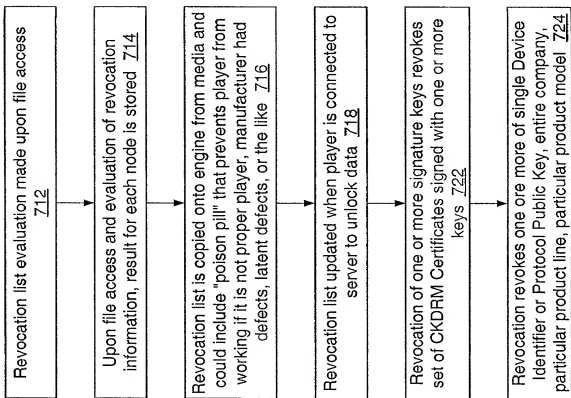 Revocation list evaluation made upon file access
712
Upon file access and evaluation of revocation
information, result for each node is stored 714
Revocation list is copied onto engine from media and
could include "poison pill" that prevents player from
working if it is not proper player, manufacturer had
defects, latent defects, or the like 716
Revocation list updated when player is connected to
server to unlock data 718
Revocation of one or more signature keys revokes
set of CKDRM Certificates signed with one or more
keys 722
Revocation revokes one ore more of single Device
Identifier or Protocol Public Key, entire company,
particular product line, particular product model 724